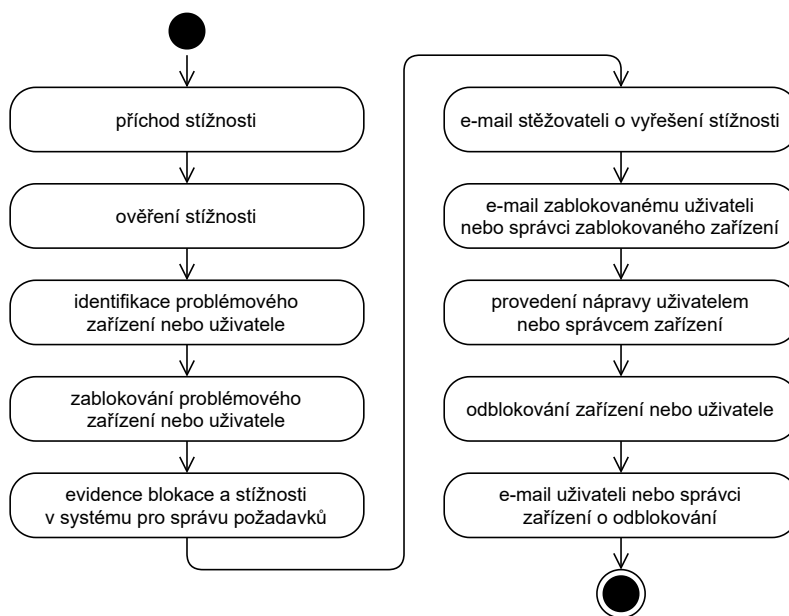 příchod stížnosti
ověření stížnosti
identifikace problémového
zařízení nebo uživatele
zablokování problémového
zařízení nebo uživatele
evidence blokace a stížnosti
v systému pro správu požadavků
e-mail stěžovateli o vyřešení stížnosti
e-mail zablokovanému uživateli
nebo správci zablokovaného zařízení
provedení nápravy uživatelem
nebo správcem zařízení
odblokování zařízení nebo uživatele
e-mail uživateli nebo správci
zařízení o odblokování